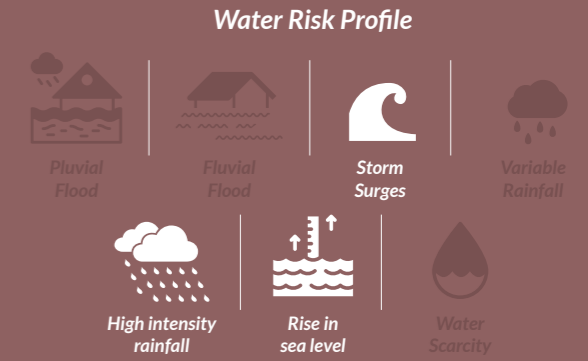 Water Risk Profile
Pluvial
Flood
Fluvial
Flood
Storm
Surges
Variable
Rainfall
High intensity
rainfall
Rise in
sea level
Water
Scarcity